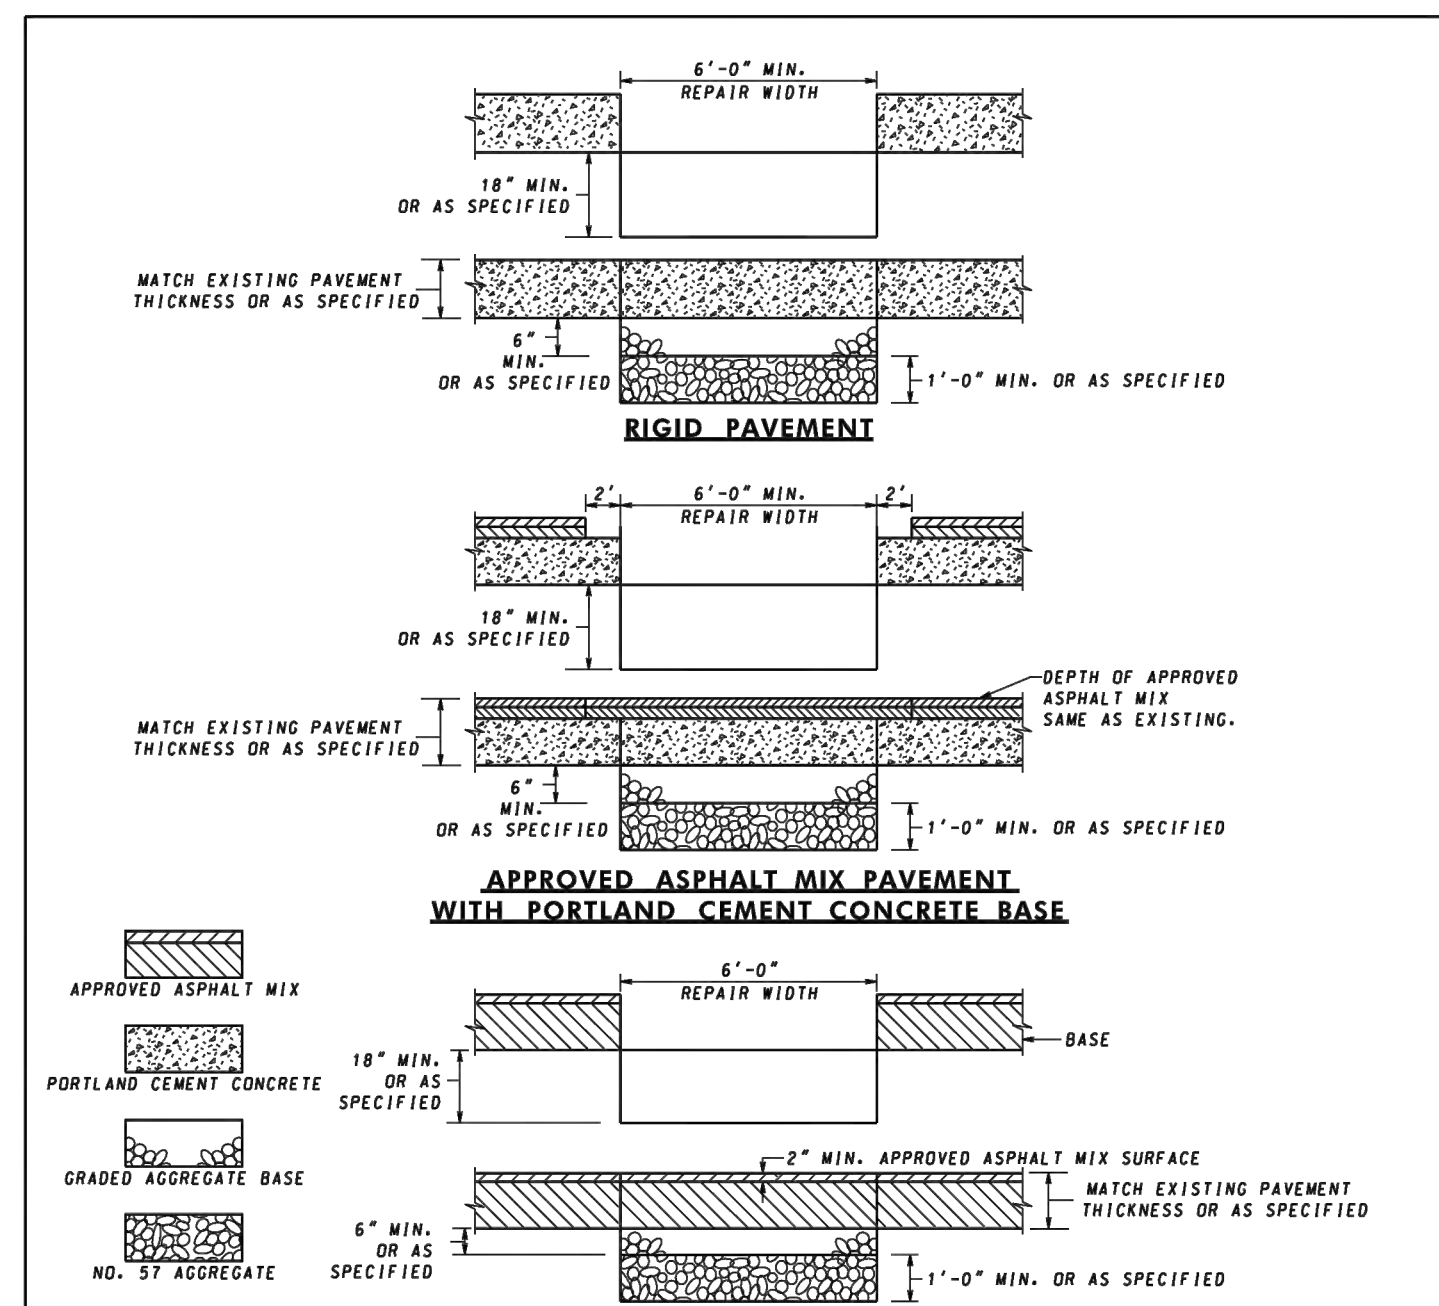 6'-0" MIN.
REPAIR WIDTH
18" MIN.
OR AS SPECIFIED
MATCH EXISTING PAVEMENT
THICKNESS OR AS SPECIFIED
6"
MIN.
OR AS SPECIFIED
1'-0" MIN. OR AS SPECIFIED
RIGID PAVEMENT
2'
6'-0" MIN.
2'
REPAIR WIDTH
18" MIN.
OR AS SPECIFIED
DEPTH OF APPROVED
ASPHALT MIX
SAME AS EXISTING.
MATCH EXISTING PAVEMENT
THICKNESS OR AS SPECIFIED
6"
MIN.
OR AS SPECIFIED
1'-0" MIN. OR AS SPECIFIED
APPROVED ASPHALT MIX PAVEMENT
WITH PORTLAND CEMENT CONCRETE BASE
APPROVED ASPHALT MIX
PORTLAND CEMENT CONCRETE
GRADED AGGREGATE BASE
NO. 57 AGGREGATE
6'-0"
REPAIR WIDTH
BASE
18" MIN.
OR AS
SPECIFIED
2" MIN. APPROVED ASPHALT MIX SURFACE
MATCH EXISTING PAVEMENT
THICKNESS OR AS SPECIFIED
6" MIN.
OR AS
SPECIFIED
1'-0" MIN. OR AS SPECIFIED